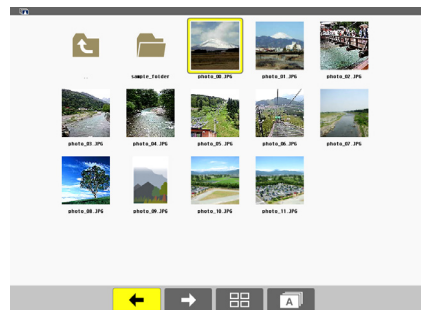 .. sample_folder photo_00.JPG photo_01.JPG photo_02.JPG
photo_03.JPG photo_04.JPG photo_05.JPG photo_06.JPG photo_07.JPG
photo_08.JPG photo_09.JPG photo_10.JPG photo_11.JPG
A